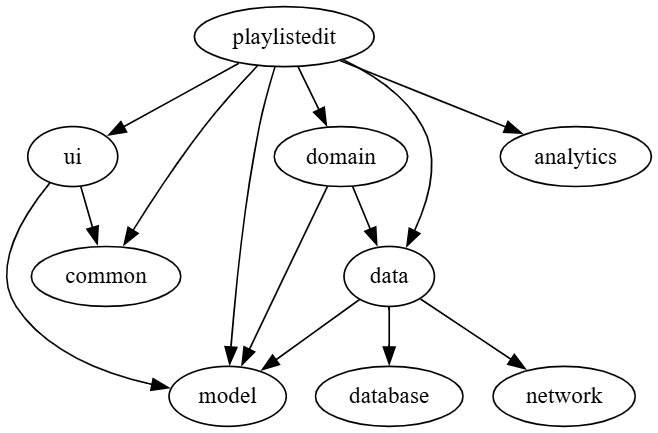 playlistedit
ui
domain
analytics
common
data
model
database
network